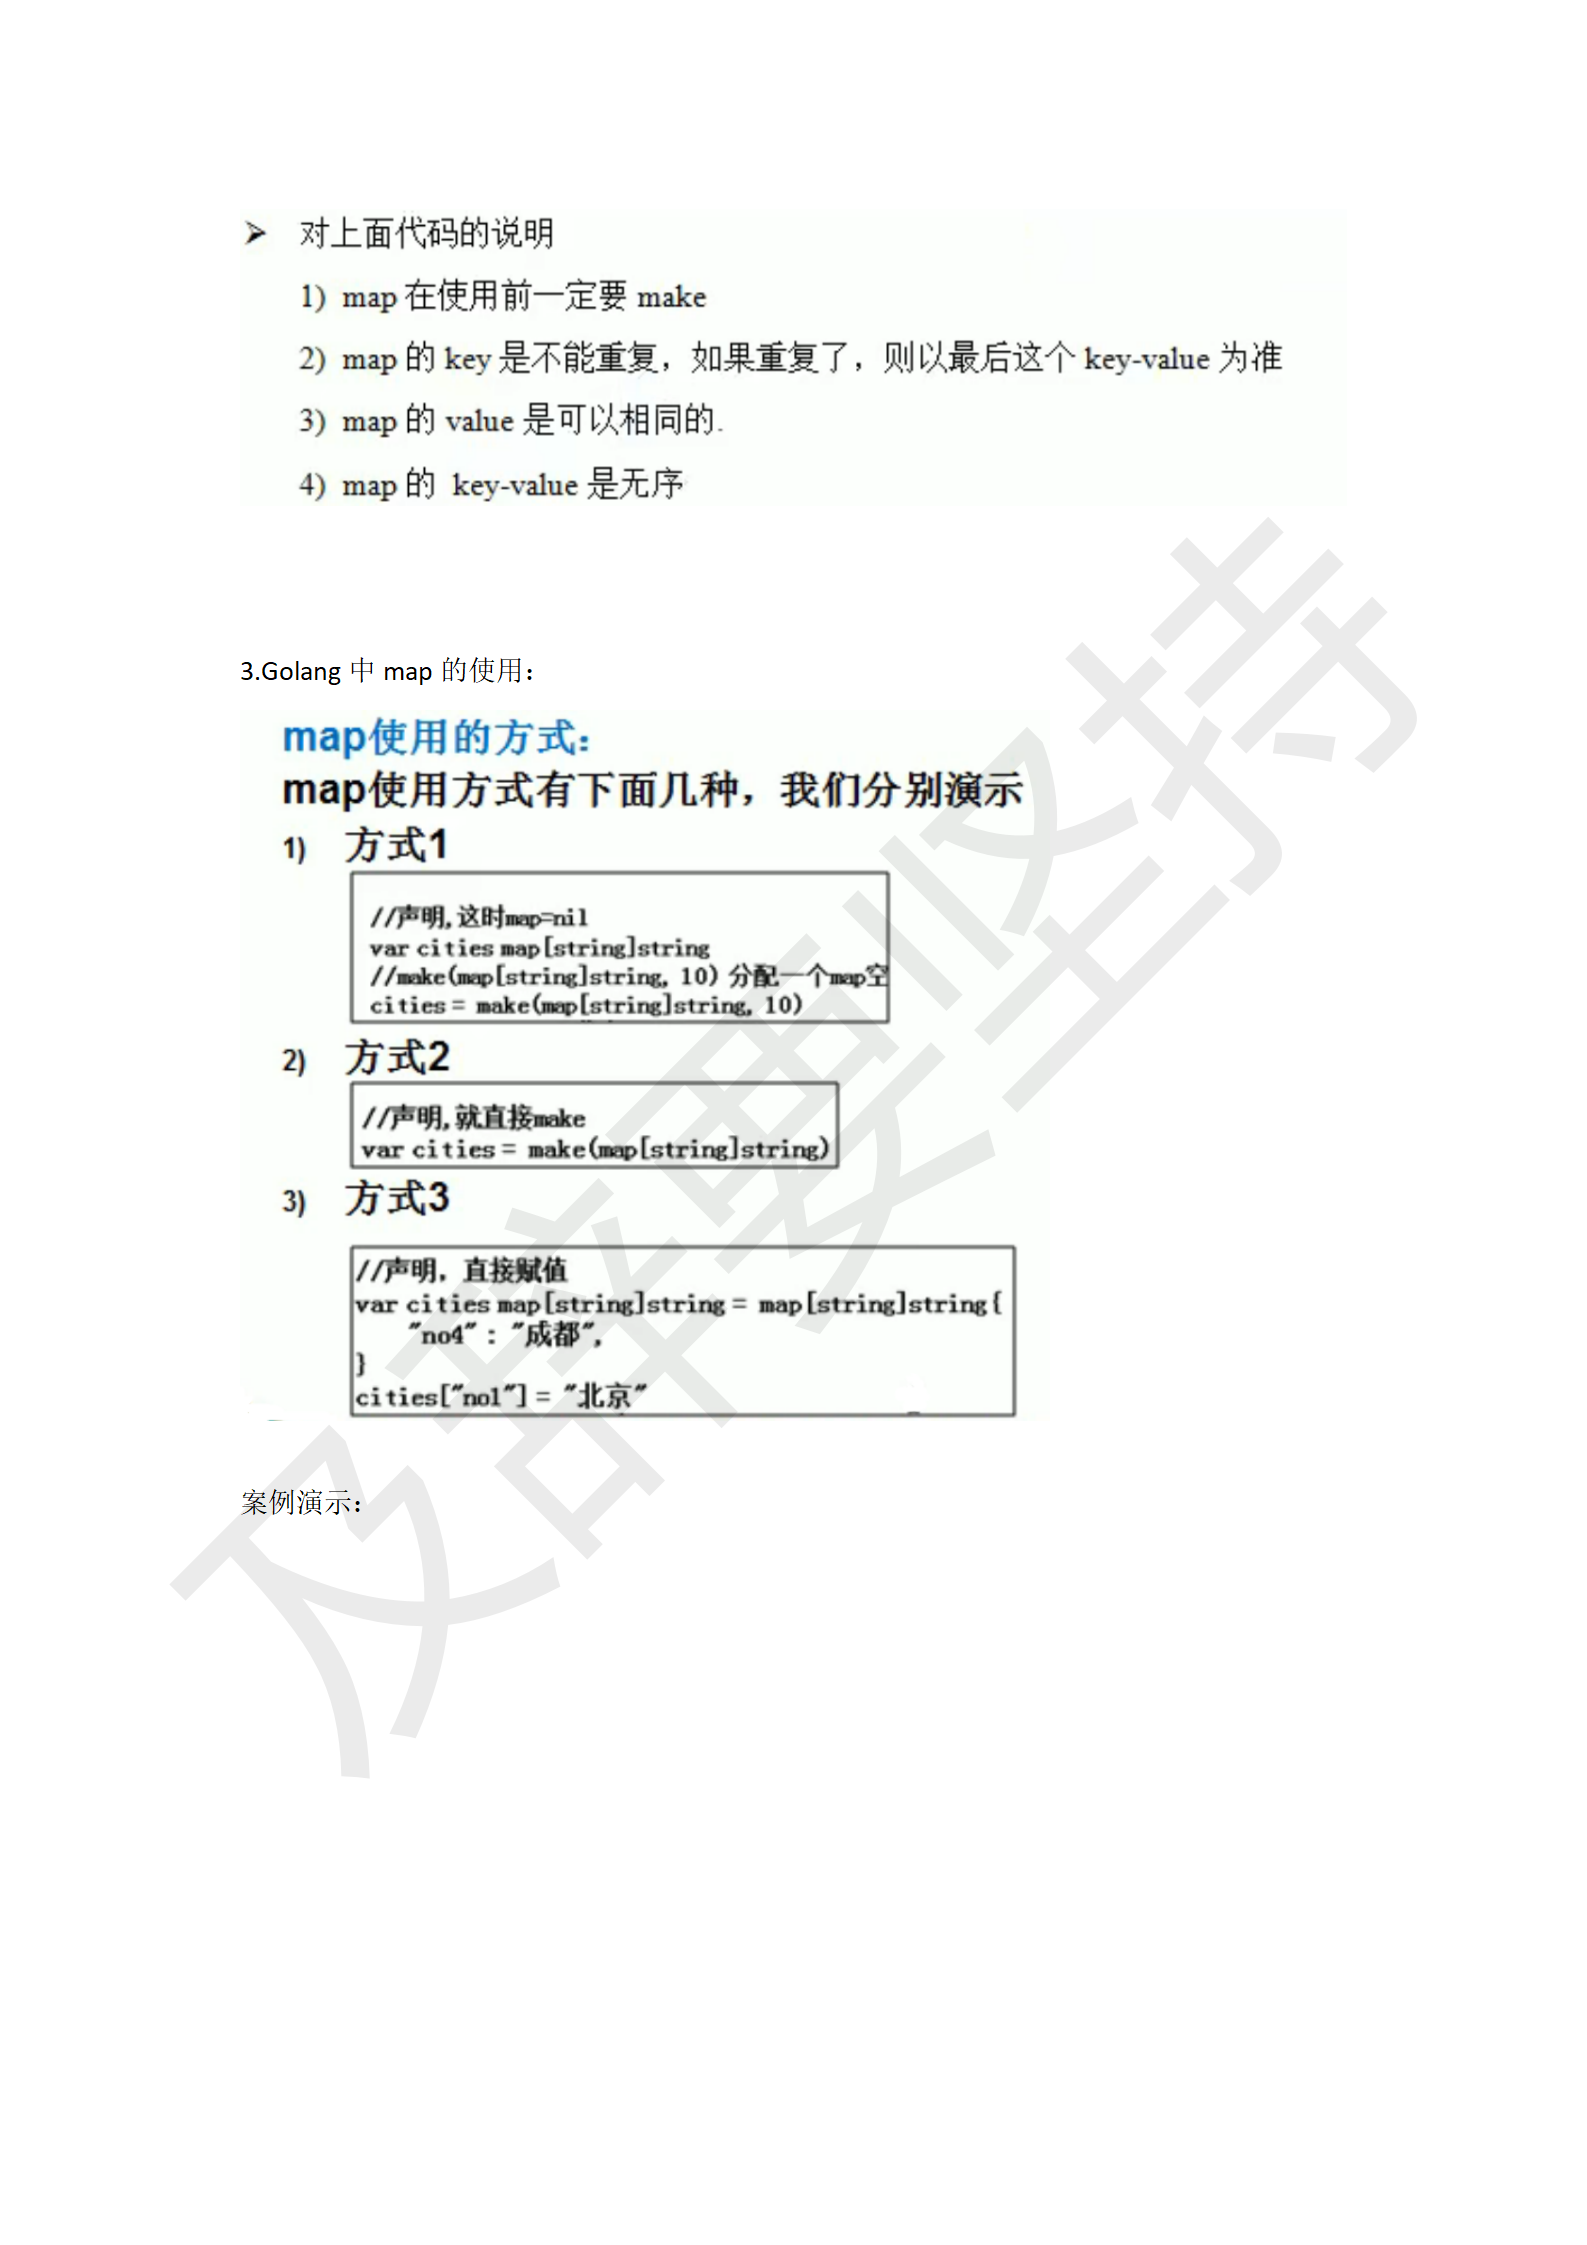 ➢ 对上面代码的说明
1) map 在使用前一定要 make
2) map 的 key 是不能重复，如果重复了，则以最后这个 key-value 为准
3) map 的 value 是可以相同的.
4) map 的 key-value 是无序
3.Golang 中 map 的使用：
map使用的方式：
map使用方式有下面几种，我们分别演示
1) 方式1
//声明,这时map=nil
var cities map[string]string
//make(map[string]string, 10) 分配一个map空
cities = make(map[string]string, 10)
2) 方式2
//声明,就直接make
var cities = make(map[string]string)
3) 方式3
//声明，直接赋值
var cities map[string]string = map[string]string{
"no4" : "成都",
}
cities["no1"] = "北京"
案例演示：
及辞要坚持